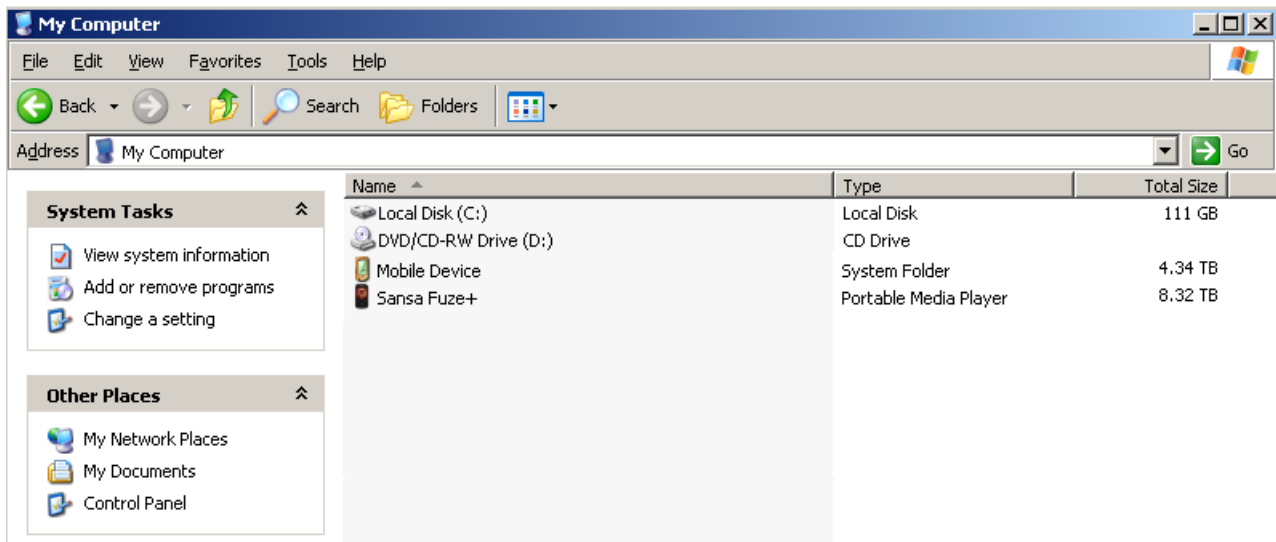 My Computer
File Edit View Favorites Tools Help
Back Search Folders
Address My Computer Go
System Tasks
View system information
Add or remove programs
Change a setting
Other Places
My Network Places
My Documents
Control Panel
Name Type Total Size
Local Disk (C:) Local Disk 111 GB
DVD/CD-RW Drive (D:) CD Drive
Mobile Device System Folder 4.34 TB
Sansa Fuze+ Portable Media Player 8.32 TB